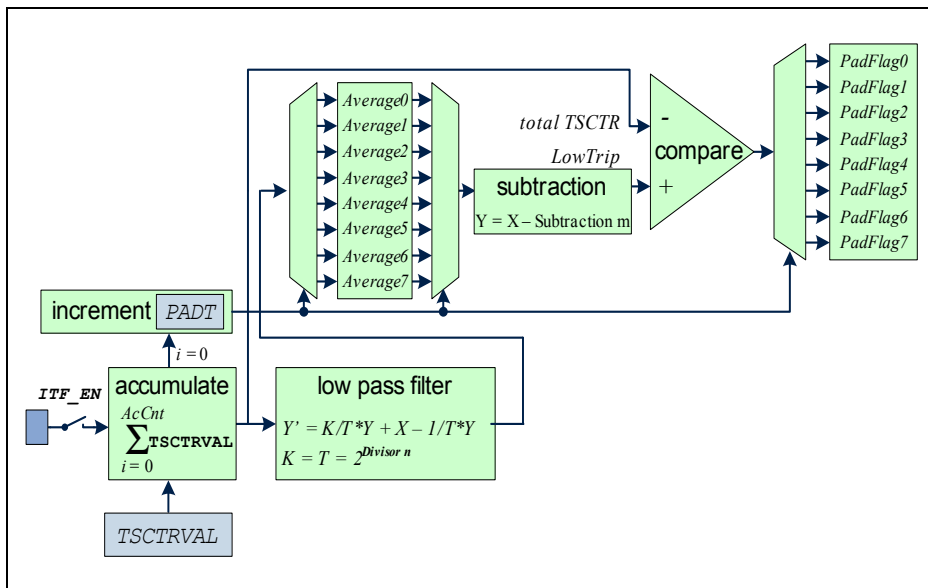 Average0
Average1
Average2
Average3
Average4
Average5
Average6
Average7
total TSCTR
LowTrip
subtraction
Y = X – Subtraction m
-
compare
+
PadFlag0
PadFlag1
PadFlag2
PadFlag3
PadFlag4
PadFlag5
PadFlag6
PadFlag7
increment PADT
i = 0
ITF_EN
accumulate
AcCnt
∑TSCTRVAL
i = 0
low pass filter
Y' = K/T*Y + X – 1/T*Y
K = T = 2^Divisor n
TSCTRVAL